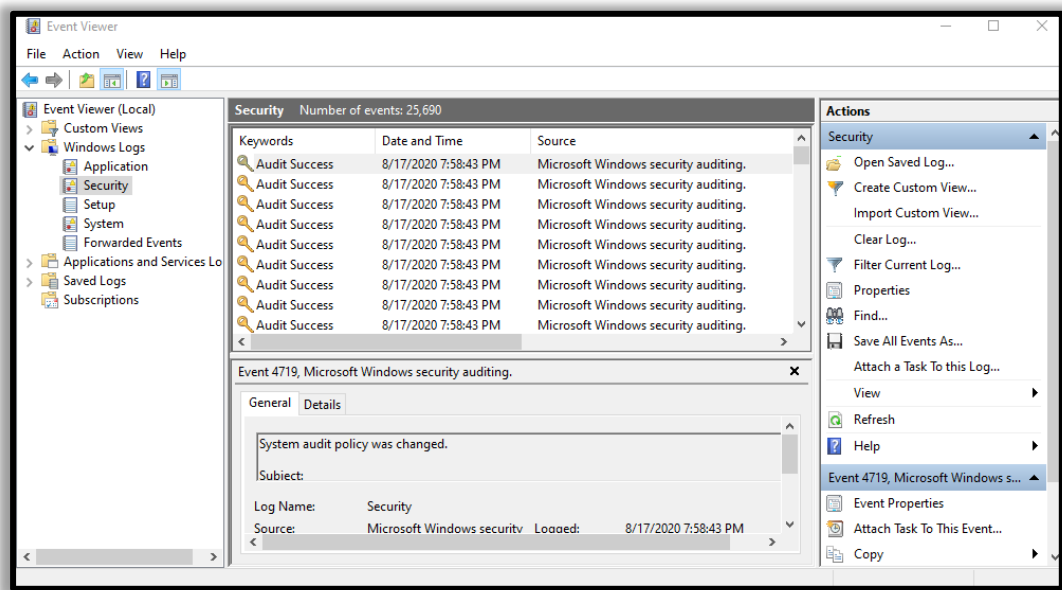 Event Viewer
File Action View Help
Event Viewer (Local)
Custom Views
Windows Logs
Application
Security
Setup
System
Forwarded Events
Applications and Services Lo
Saved Logs
Subscriptions
Security Number of events: 25,690
Keywords Date and Time Source
Audit Success 8/17/2020 7:58:43 PM Microsoft Windows security auditing.
Audit Success 8/17/2020 7:58:43 PM Microsoft Windows security auditing.
Audit Success 8/17/2020 7:58:43 PM Microsoft Windows security auditing.
Audit Success 8/17/2020 7:58:43 PM Microsoft Windows security auditing.
Audit Success 8/17/2020 7:58:43 PM Microsoft Windows security auditing.
Audit Success 8/17/2020 7:58:43 PM Microsoft Windows security auditing.
Audit Success 8/17/2020 7:58:43 PM Microsoft Windows security auditing.
Audit Success 8/17/2020 7:58:43 PM Microsoft Windows security auditing.
Audit Success 8/17/2020 7:58:43 PM Microsoft Windows security auditing.
Event 4719, Microsoft Windows security auditing.
General Details
System audit policy was changed.
Subject:
Log Name: Security
Source: Microsoft Windows security Logged: 8/17/2020 7:58:43 PM
Actions
Security
Open Saved Log...
Create Custom View...
Import Custom View...
Clear Log...
Filter Current Log...
Properties
Find...
Save All Events As...
Attach a Task To this Log...
View
Refresh
Help
Event 4719, Microsoft Windows s...
Event Properties
Attach Task To This Event...
Copy